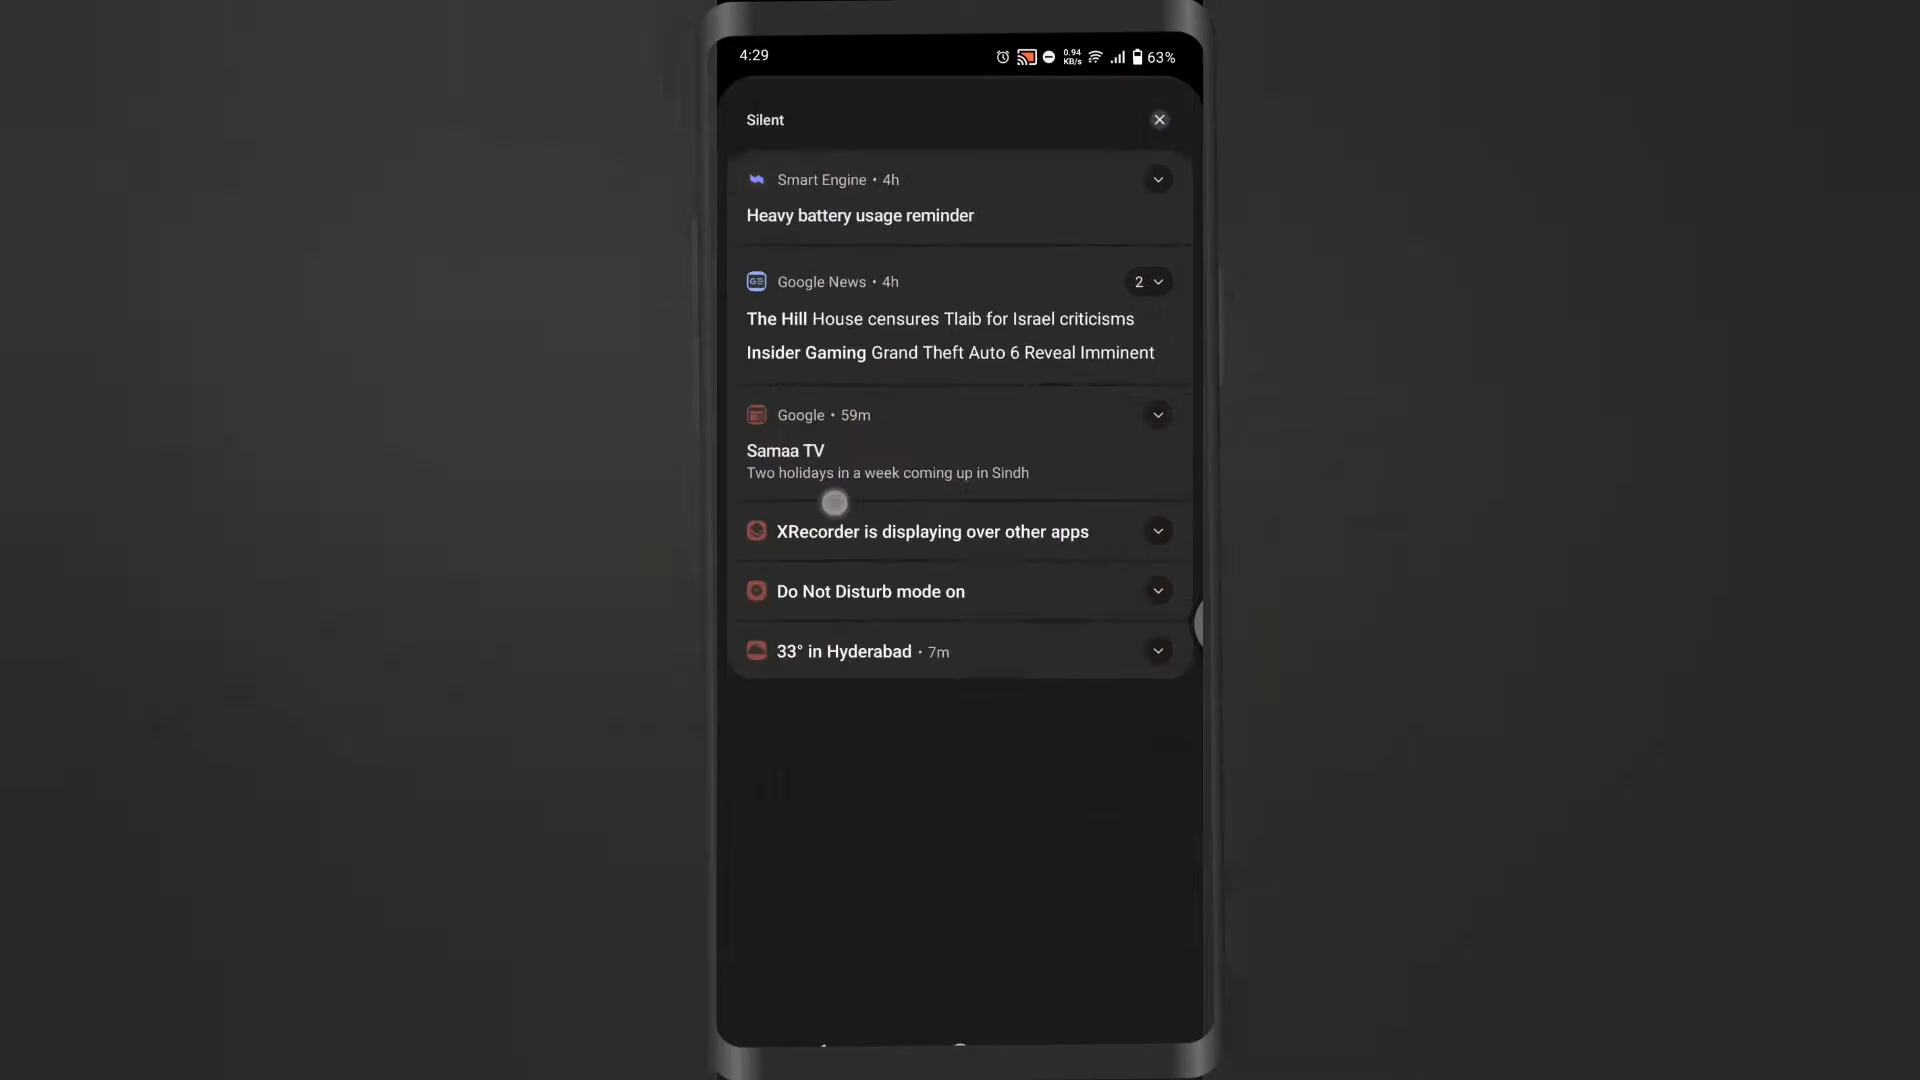 4:29
0.94
KB/s
63%
Silent
Smart Engine • 4h
Heavy battery usage reminder
Google News • 4h
2
The Hill House censures Tlaib for Israel criticisms
Insider Gaming Grand Theft Auto 6 Reveal Imminent
Google • 59m
Samaa TV
Two holidays in a week coming up in Sindh
XRecorder is displaying over other apps
Do Not Disturb mode on
33° in Hyderabad • 7m